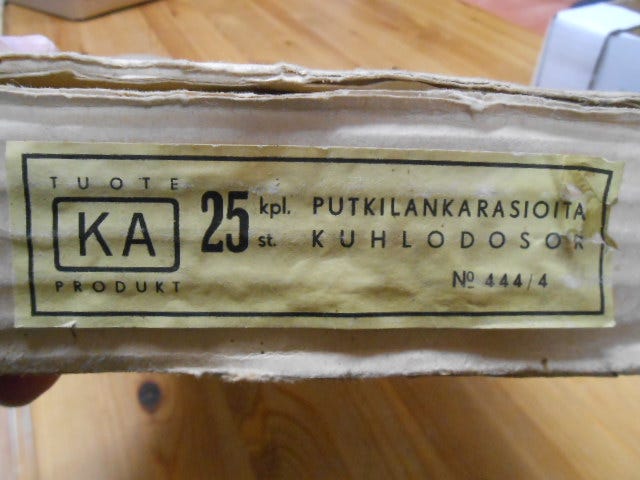 TUOTE
KA
PRODUKT
25 kpl. PUTKILANKARASIOITA
st. KUHLODOSOR
Nº 444/4